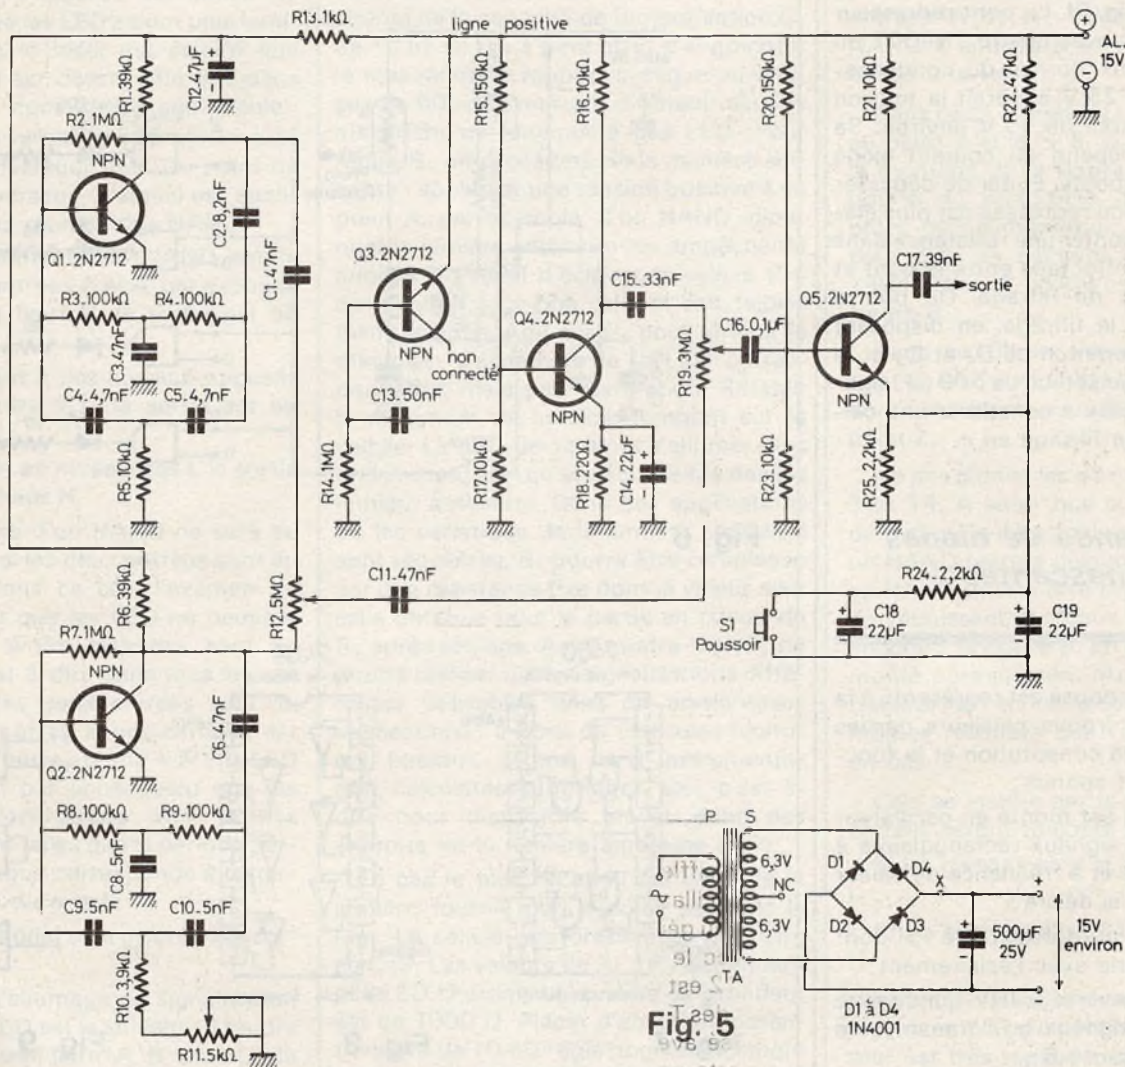 R13.1kΩ
ligne positive
+
AL.
15V
−
R1.39kΩ
C12.47µF
R2.1MΩ
NPN
Q1.2N2712
C2.8,2nF
C1.47nF
R3.100kΩ
R4.100kΩ
C3.47nF
C4.4,7nF
C5.4,7nF
R5.10kΩ
R15.150kΩ
R16.10kΩ
R20.150kΩ
R21.10kΩ
R22.47kΩ
Q3.2N2712
NPN
non
connecté
C15.33nF
Q4.2N2712
NPN
C13.50nF
R14.1MΩ
R17.10kΩ
R18.220Ω
C14.22µF
+
−
R19.3MΩ
C16.0,1µF
C17.39nF
sortie
Q5.2N2712
NPN
R23.10kΩ
R25.2,2kΩ
R6.39kΩ
R7.1MΩ
NPN
Q2.2N2712
C6.47nF
R12.5MΩ
C11.47nF
S1
Poussoir
R24.2,2kΩ
+
C18
22µF
+
C19
22µF
R8.100kΩ
R9.100kΩ
C8.5nF
C9.5nF
C10.5nF
R10.3,9kΩ
R11.5kΩ
P
S
6,3V
NC
6,3V
TA
D1
D4
X
D2
D3
+
−
500µF
25V
+
−
15V
environ
D1 à D4
1N4001
Fig. 5